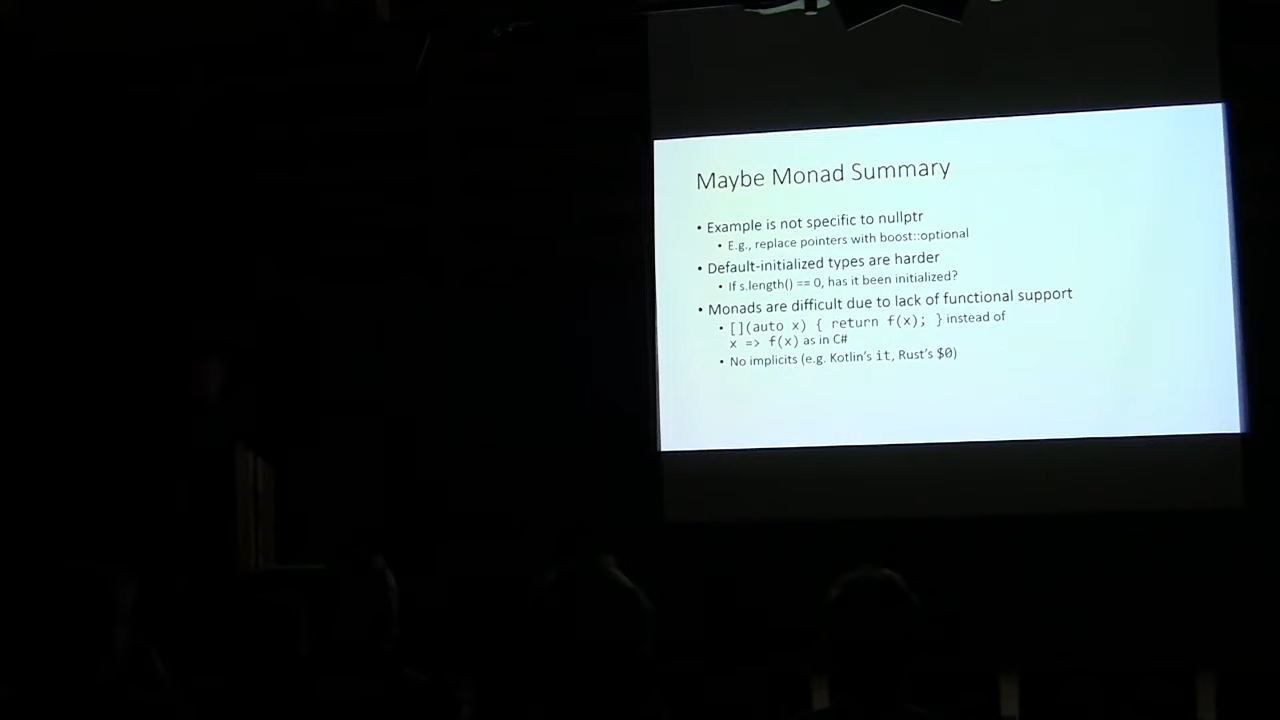 Maybe Monad Summary
• Example is not specific to nullptr
• E.g., replace pointers with boost::optional
• Default-initialized types are harder
• If s.length() == 0, has it been initialized?
• Monads are difficult due to lack of functional support
• [](auto x) { return f(x); } instead of
x => f(x) as in C#
• No implicits (e.g. Kotlin's it, Rust's $0)